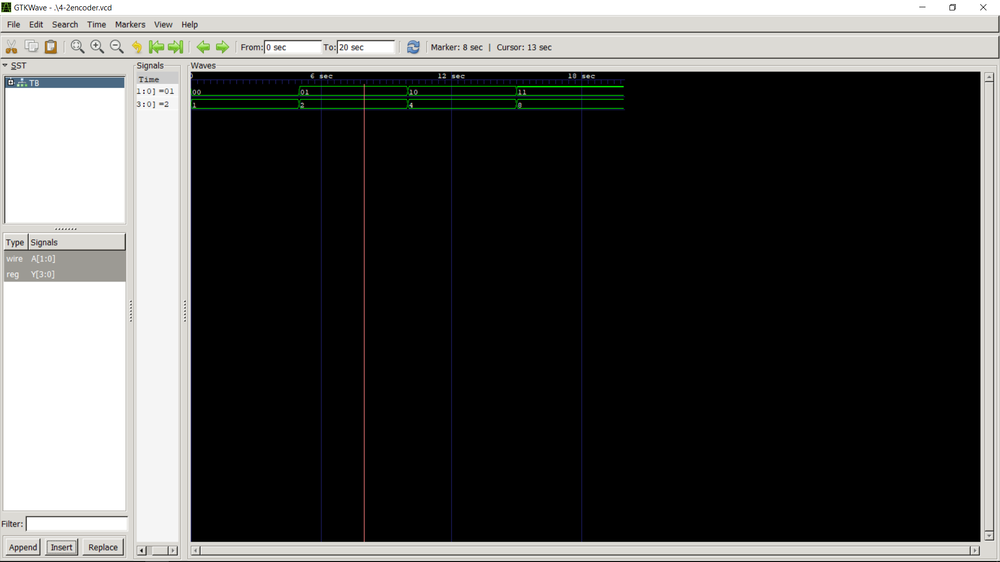 GTKWave - .\4-2encoder.vcd
File Edit Search Time Markers View Help
From: 0 sec To: 20 sec Marker: 8 sec | Cursor: 13 sec
SST
TB
Type Signals
wire A[1:0]
reg Y[3:0]
Filter:
Append Insert Replace
Signals
Time
1:0] =01
3:0] =2
Waves
6 sec 12 sec 18 sec
00 01 10 11
1 2 4 8